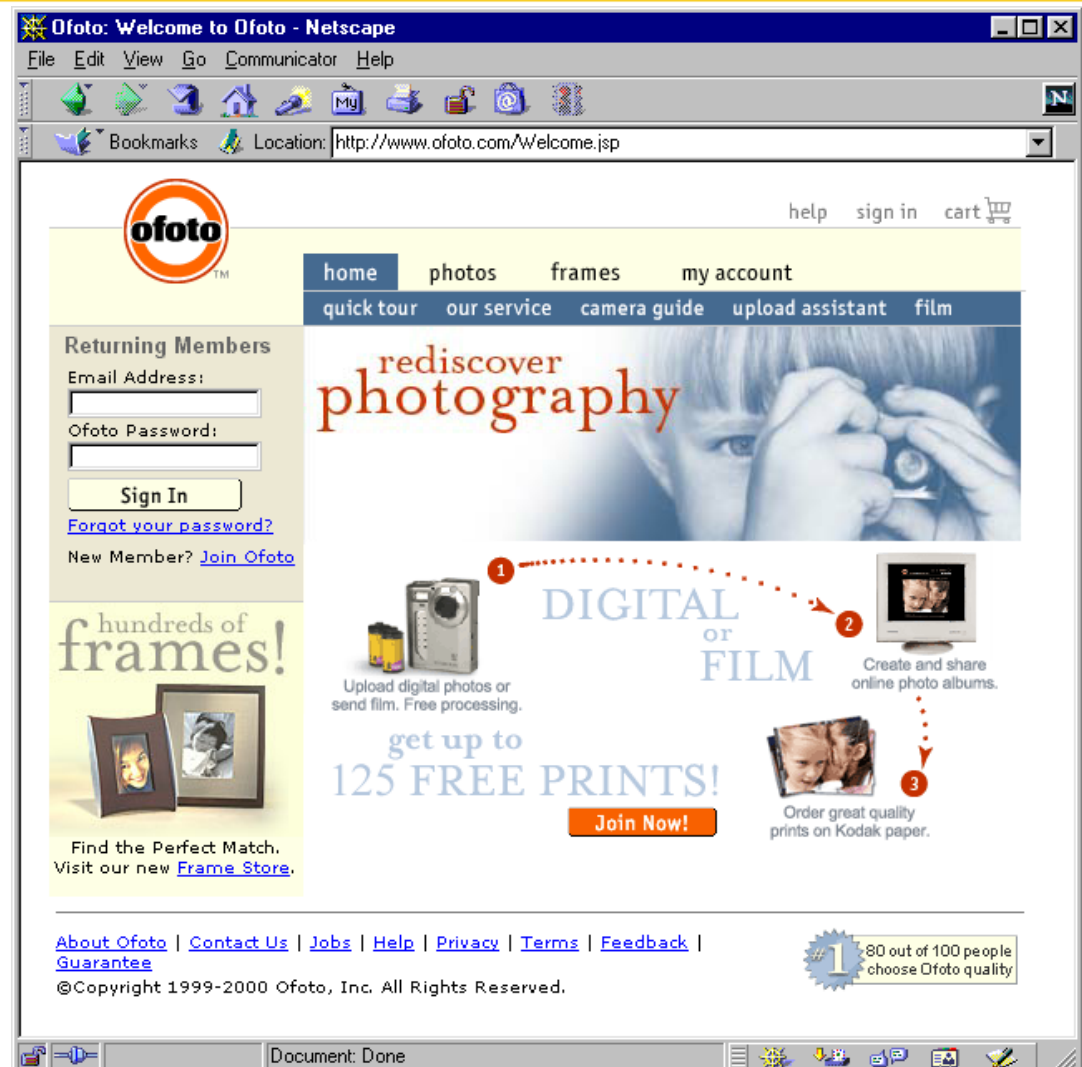 Ofoto: Welcome to Ofoto - Netscape
File Edit View Go Communicator Help
My
N
Bookmarks Location: http://www.ofoto.com/Welcome.jsp
help sign in cart
ofoto
TM
home photos frames my account
quick tour our service camera guide upload assistant film
Returning Members
Email Address:
Ofoto Password:
Sign In
Forgot your password?
New Member? Join Ofoto
rediscover
photography
hundreds of
frames!
Find the Perfect Match.
Visit our new Frame Store.
1
DIGITAL
or
FILM
Upload digital photos or
send film. Free processing.
2
Create and share
online photo albums.
get up to
125 FREE PRINTS!
Join Now!
3
Order great quality
prints on Kodak paper.
About Ofoto | Contact Us | Jobs | Help | Privacy | Terms | Feedback |
Guarantee
©Copyright 1999-2000 Ofoto, Inc. All Rights Reserved.
#1
80 out of 100 people
choose Ofoto quality
Document: Done